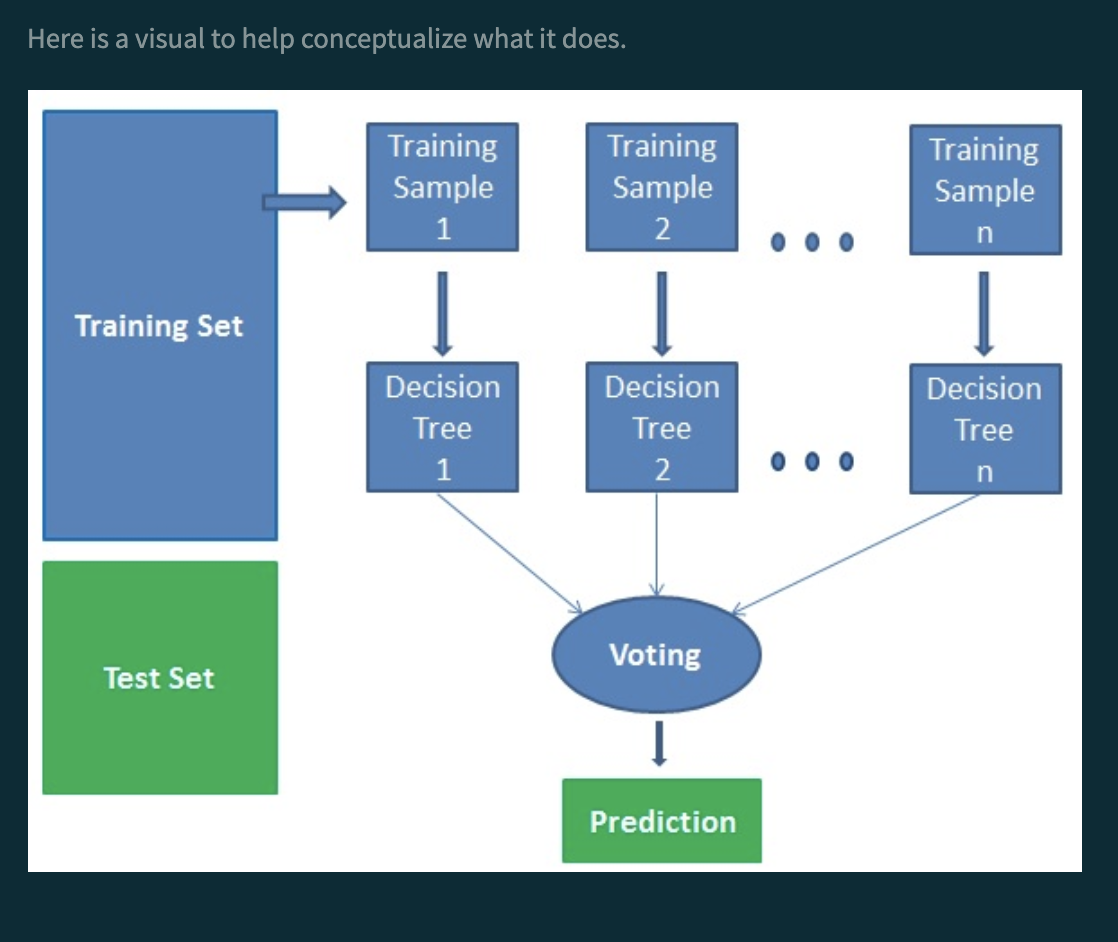 Here is a visual to help conceptualize what it does.
Training Set
Training
Sample
1
Training
Sample
2
Training
Sample
n
Decision
Tree
1
Decision
Tree
2
Decision
Tree
n
Test Set
Voting
Prediction